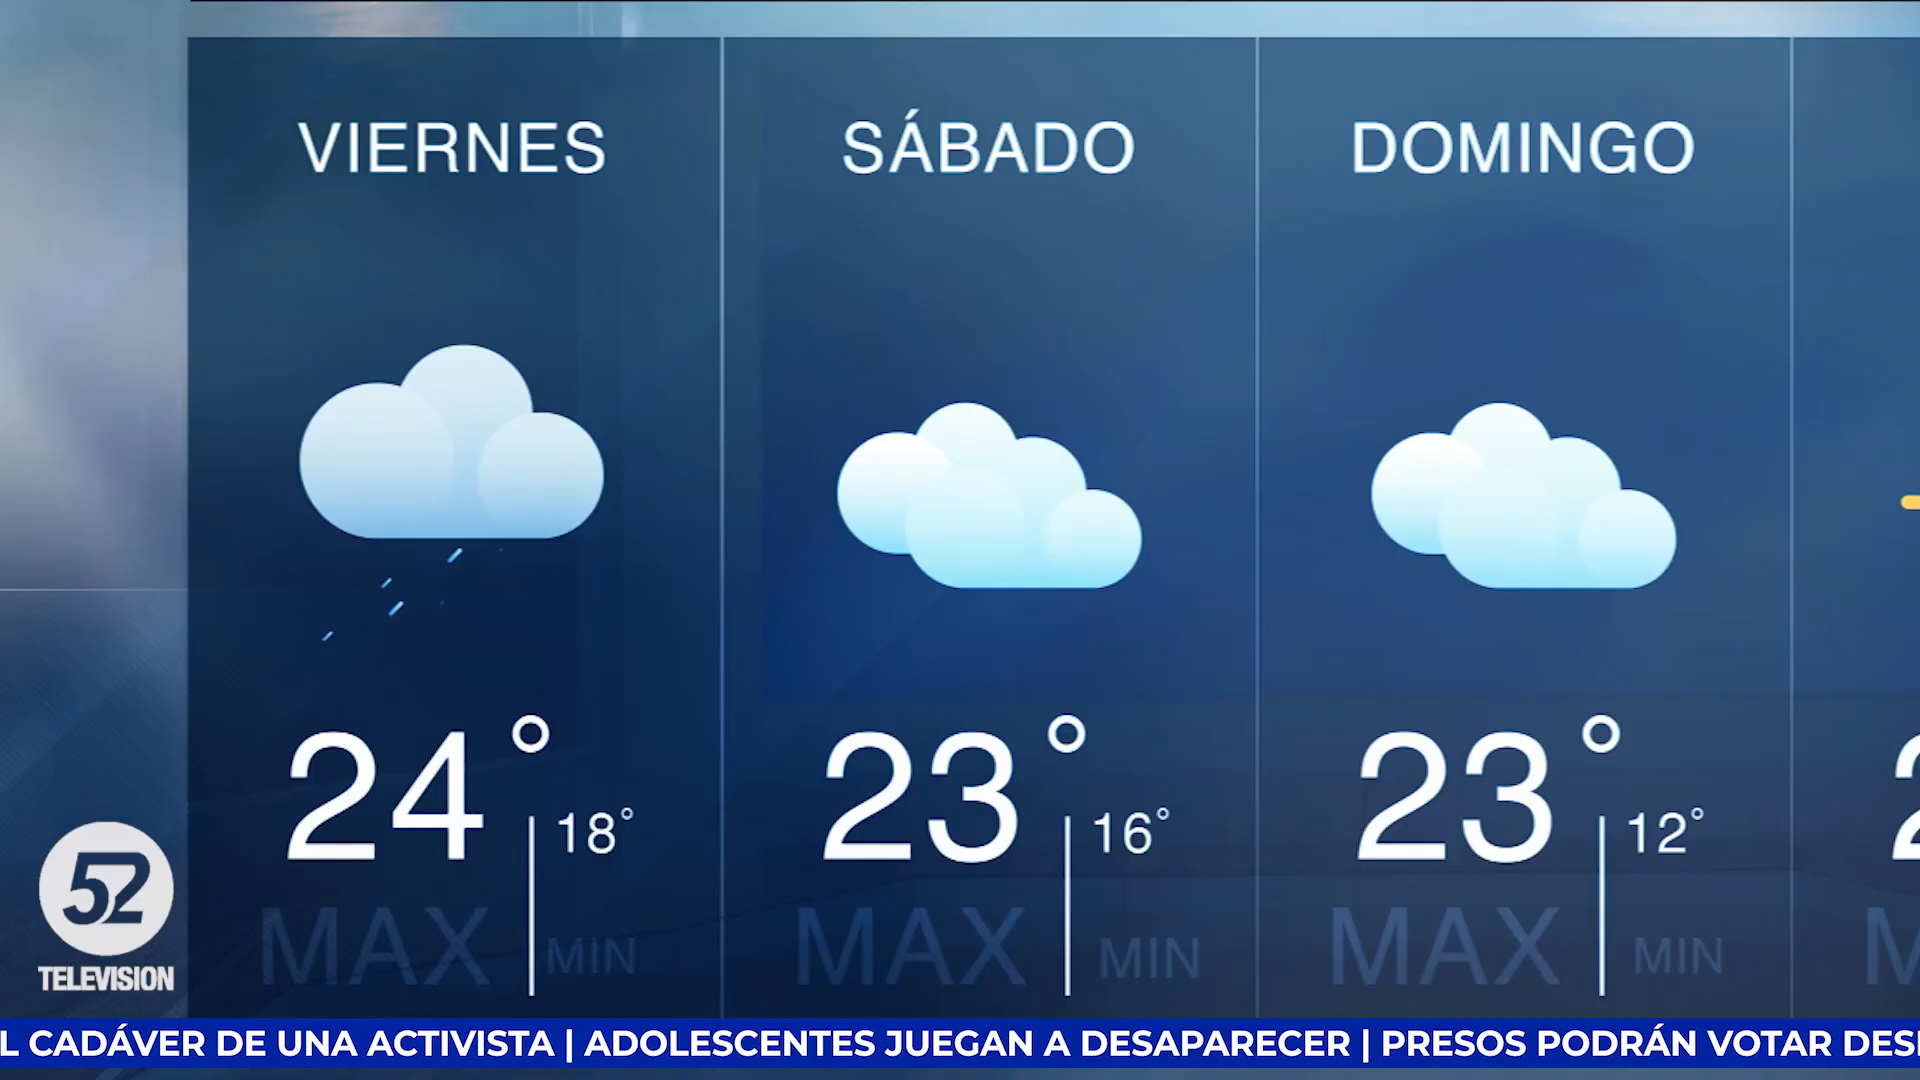 VIERNES
SÁBADO
DOMINGO
24° 18°
MAX MIN
23° 16°
MAX MIN
23° 12°
MAX MIN
52
TELEVISION
L CADÁVER DE UNA ACTIVISTA | ADOLESCENTES JUEGAN A DESAPARECER | PRESOS PODRÁN VOTAR DES